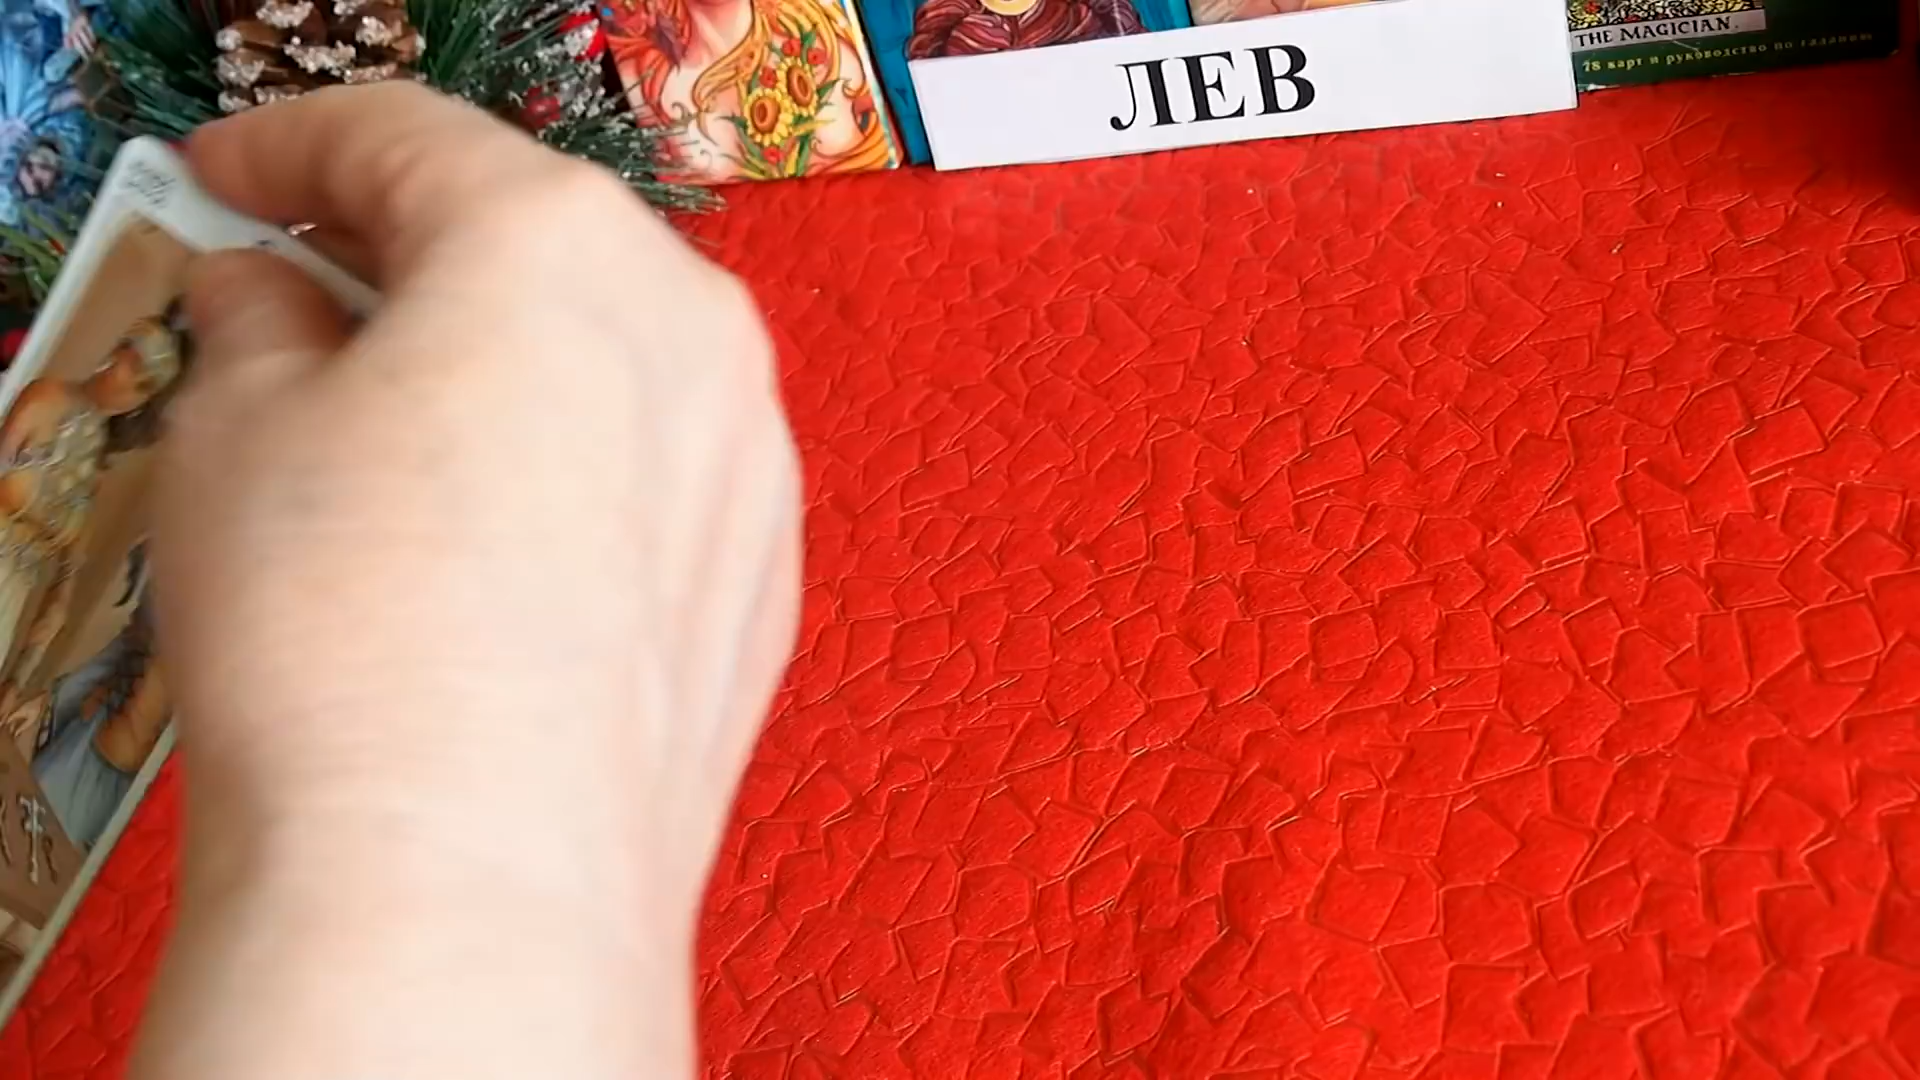 ЛЕВ
THE MAGICIAN.
78 карт и руководство по гаданию